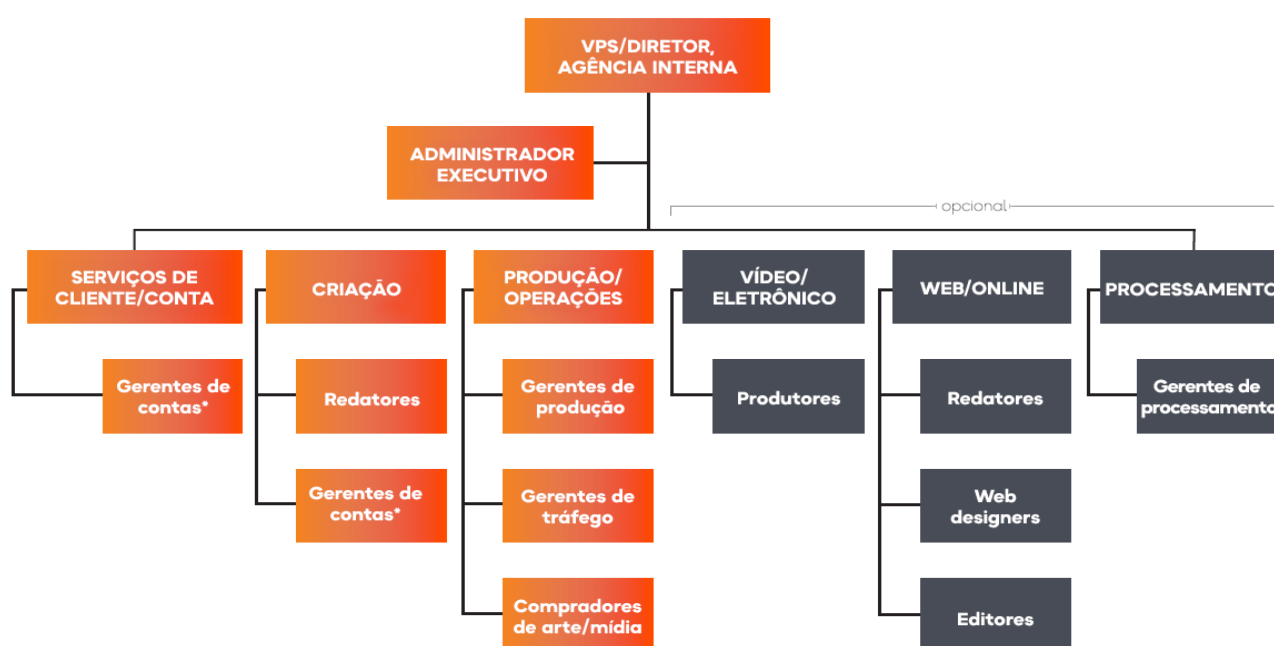 VPS/DIRETOR,
AGÊNCIA INTERNA
ADMINISTRADOR
EXECUTIVO
opcional
SERVIÇOS DE
CLIENTE/CONTA
CRIAÇÃO
PRODUÇÃO/
OPERAÇÕES
VÍDEO/
ELETRÔNICO
WEB/ONLINE
PROCESSAMENTO
Gerentes de
contas*
Redatores
Gerentes de
produção
Produtores
Redatores
Gerentes de
processamento
Gerentes de
contas*
Gerentes de
tráfego
Web
designers
Compradores
de arte/mídia
Editores